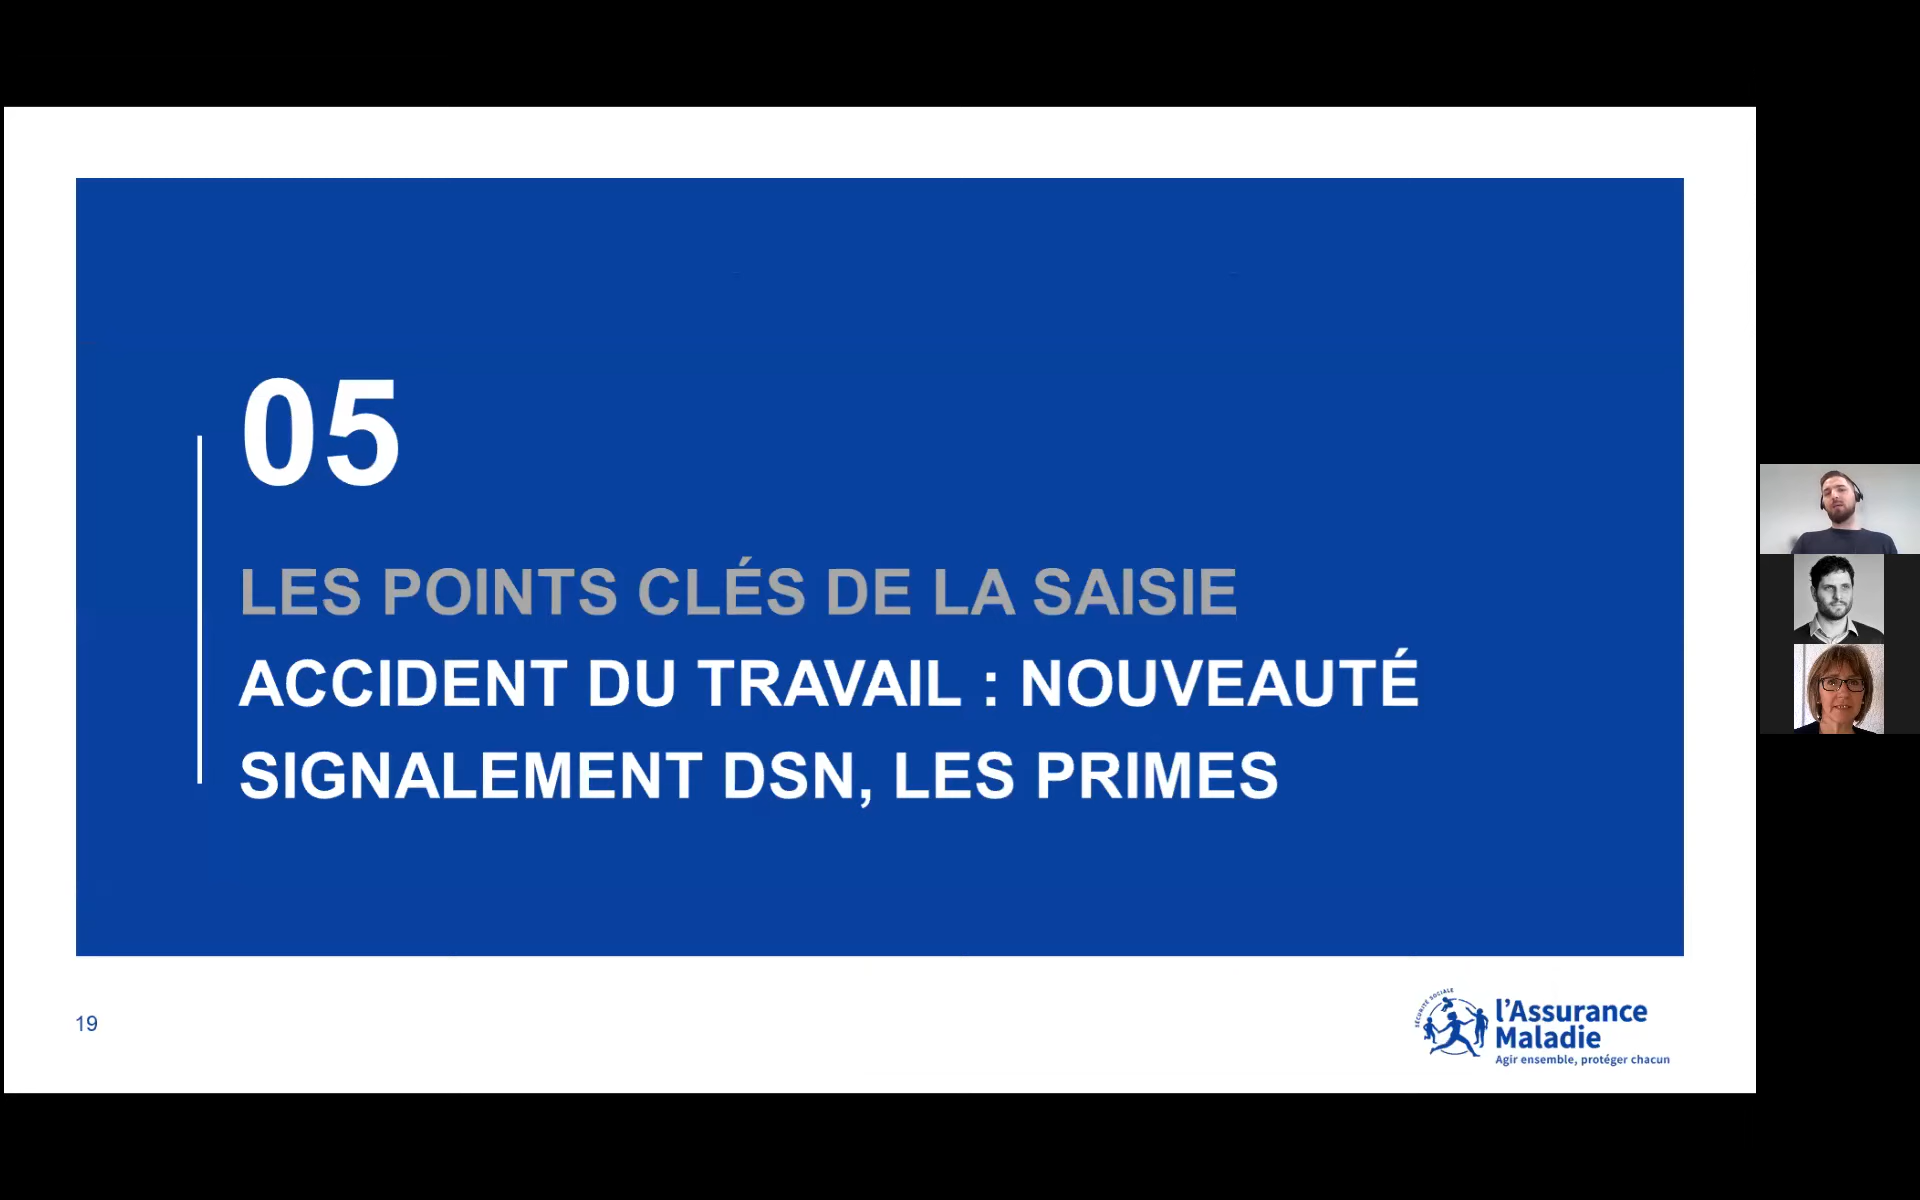 05
LES POINTS CLÉS DE LA SAISIE
ACCIDENT DU TRAVAIL : NOUVEAUTÉ
SIGNALEMENT DSN, LES PRIMES
19
SÉCURITÉ SOCIALE
l'Assurance
Maladie
Agir ensemble, protéger chacun